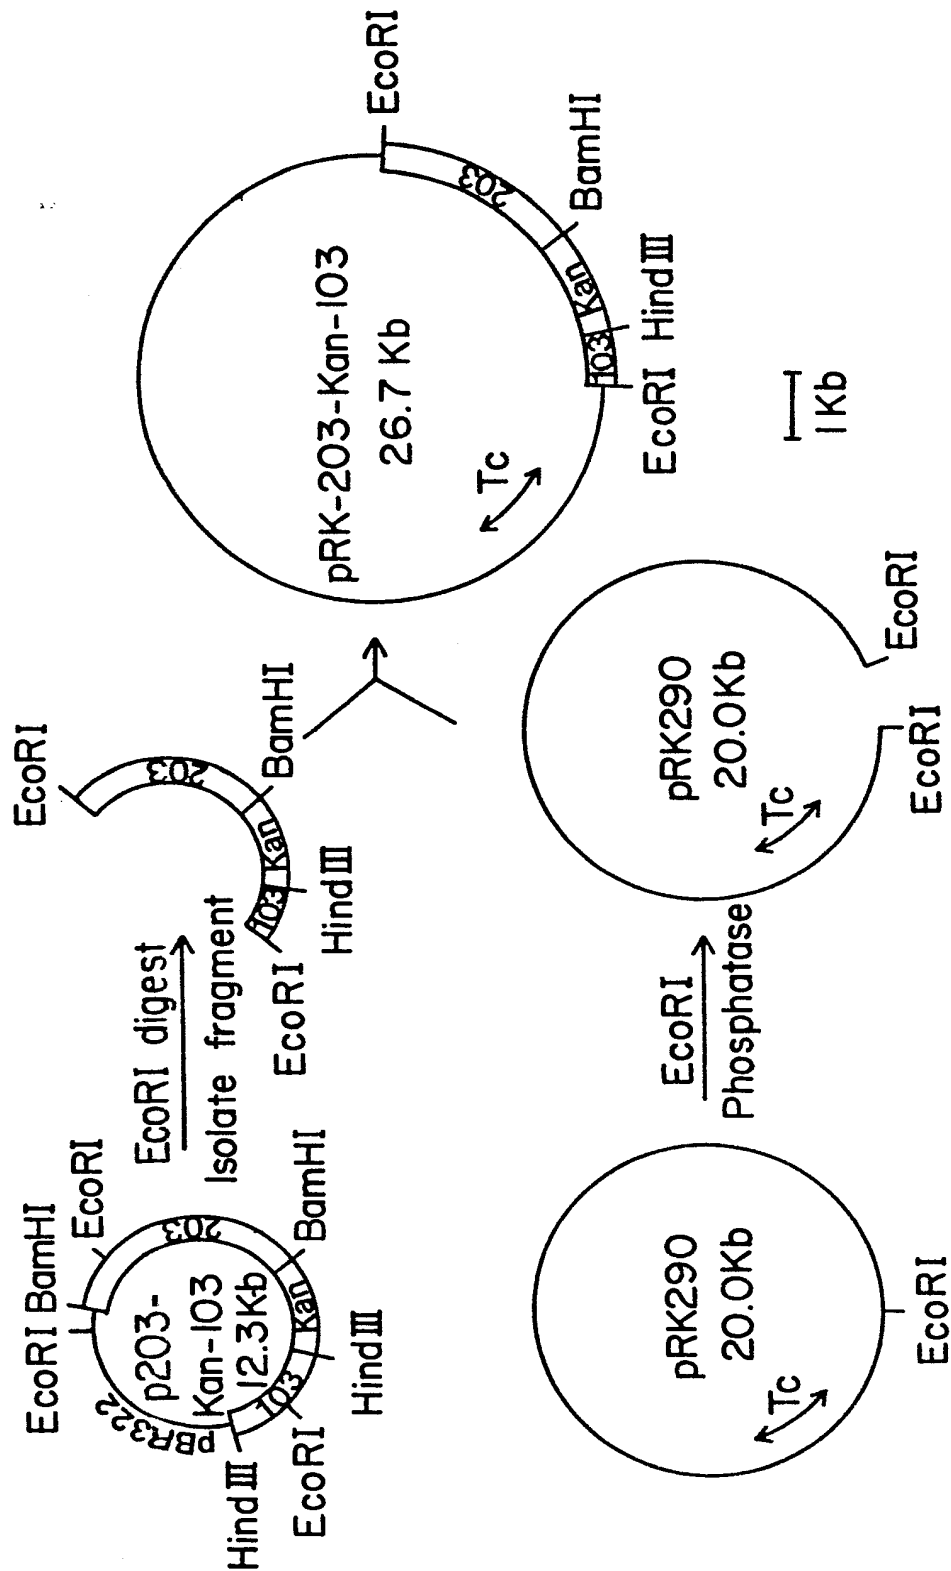 EcoRI
BamHI
EcoRI
pBR322
p203-
Kan-103
12.3Kb
203
Kan
103
BamHI
HindIII
EcoRI
HindIII
EcoRI digest
Isolate fragment
EcoRI
203
BamHI
Kan
103
HindIII
EcoRI
pRK290
20.0Kb
Tc
EcoRI
EcoRI
Phosphatase
pRK290
20.0Kb
Tc
EcoRI
EcoRI
pRK-203-Kan-103
26.7 Kb
Tc
EcoRI
203
BamHI
Kan
103
HindIII
EcoRI
1Kb